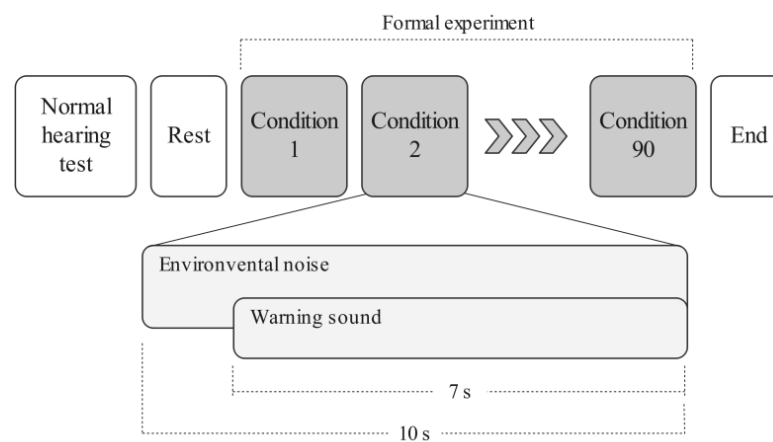 Formal experiment
Normal
hearing
test
Rest
Condition
1
Condition
2
Condition
90
End
Environvental noise
Warning sound
7 s
10 s